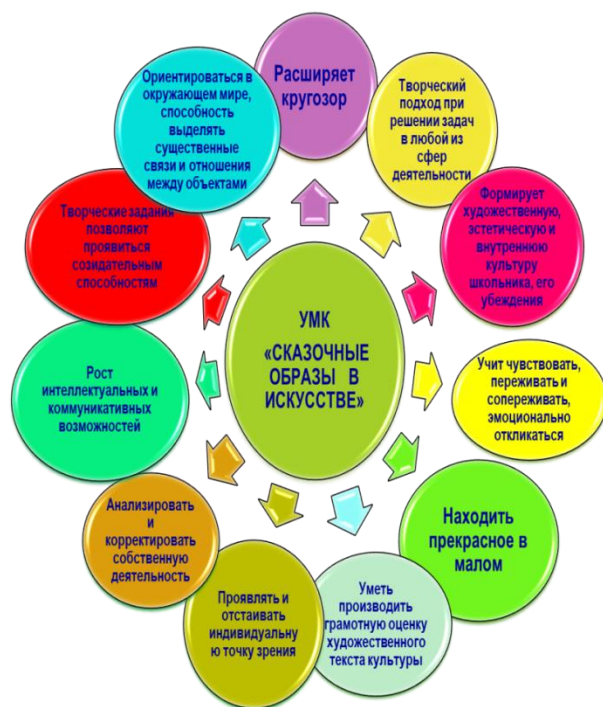 Расширяет
кругозор
Творческий
подход при
решении задач
в любой из
сфер
деятельности
Формирует
художественную,
эстетическую и
внутреннюю
культуру
школьника, его
убеждения
Учит чувствовать,
переживать и
сопереживать,
эмоционально
откликаться
Находить
прекрасное в
малом
Уметь
производить
грамотную оценку
художественного
текста культуры
Проявлять и
отстаивать
индивидуальну
ю точку зрения
Анализировать
и
корректировать
собственную
деятельность
Рост
интеллектуальных и
коммуникативных
возможностей
Творческие задания
позволяют
проявиться
созидательным
способностям
Ориентироваться в
окружающем мире,
способность
выделять
существенные
связи и отношения
между объектами
УМК
«СКАЗОЧНЫЕ
ОБРАЗЫ В
ИСКУССТВЕ»